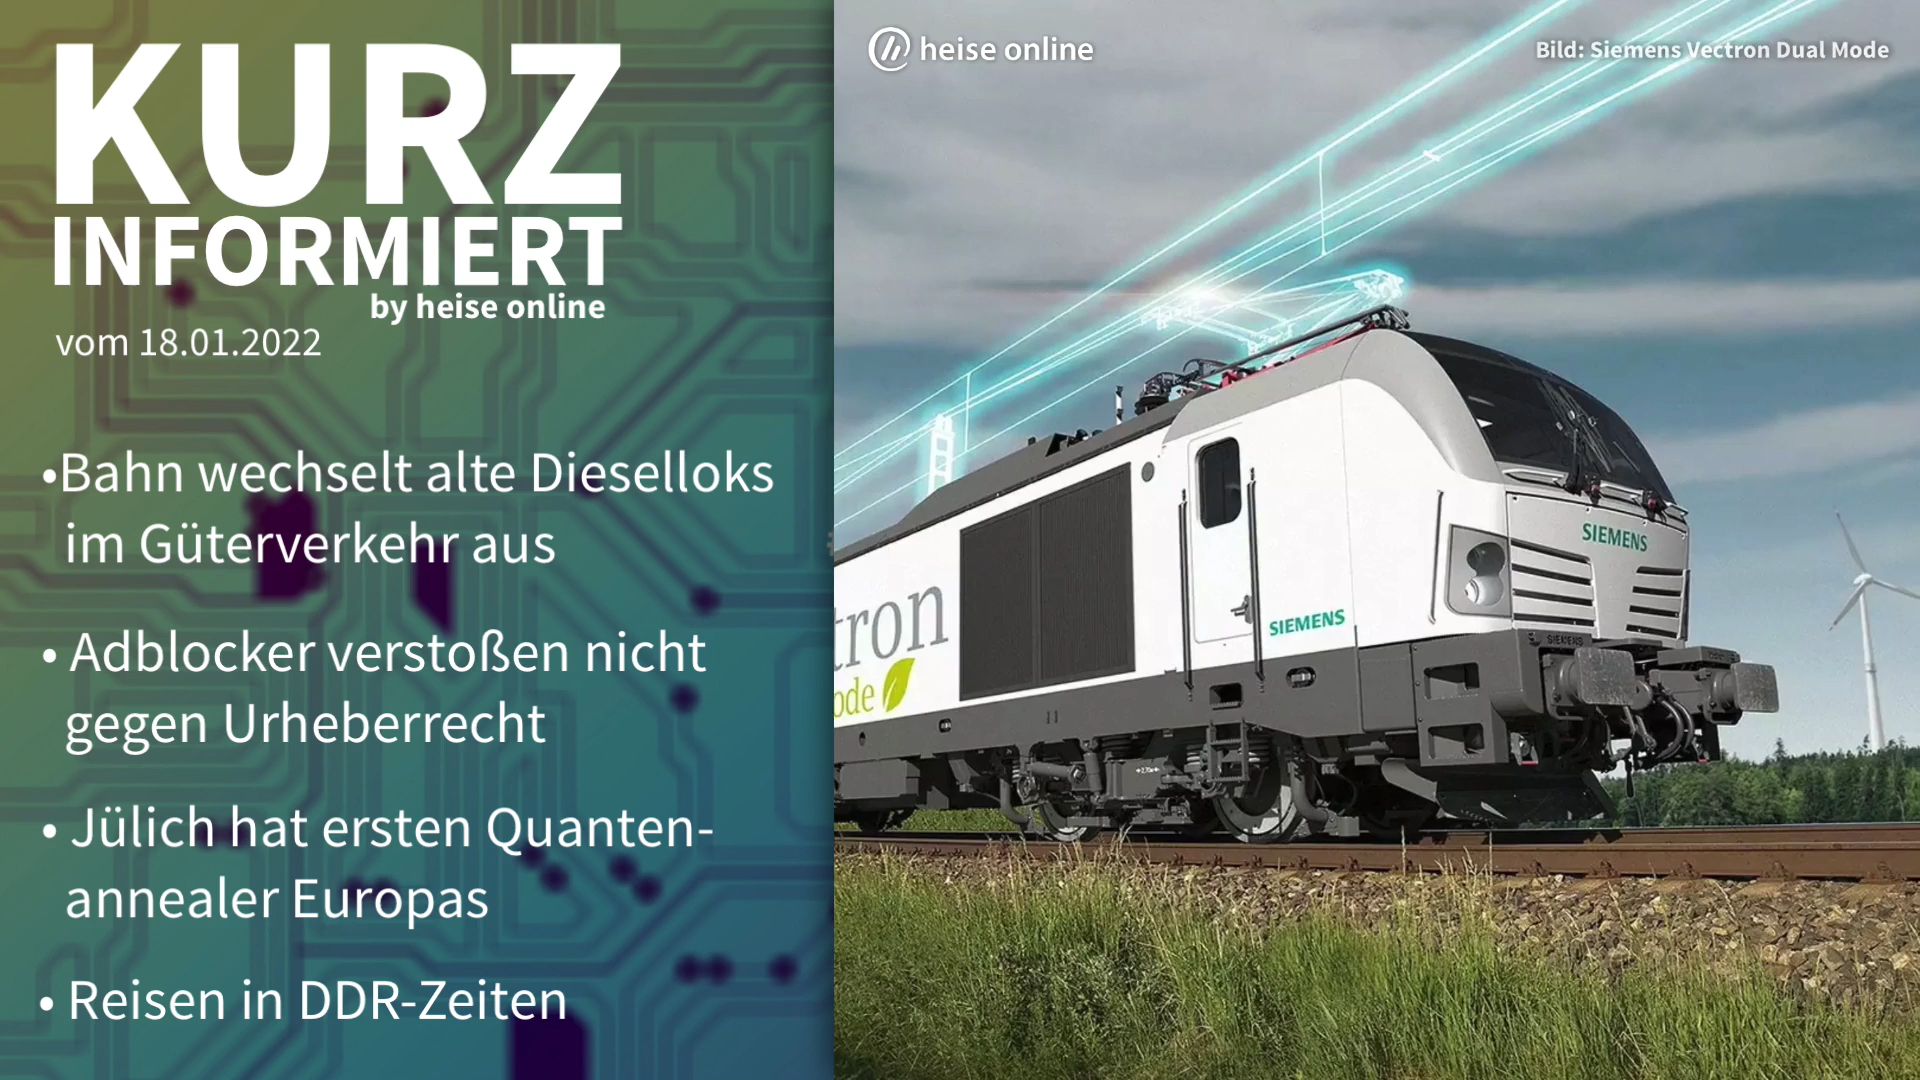 KURZ
INFORMIERT
by heise online
vom 18.01.2022
•Bahn wechselt alte Dieselloks
im Güterverkehr aus
• Adblocker verstoßen nicht
gegen Urheberrecht
• Jülich hat ersten Quanten-
annealer Europas
• Reisen in DDR-Zeiten
heise online
Bild: Siemens Vectron Dual Mode
SIEMENS
tron
SIEMENS
ode
SIEMENS